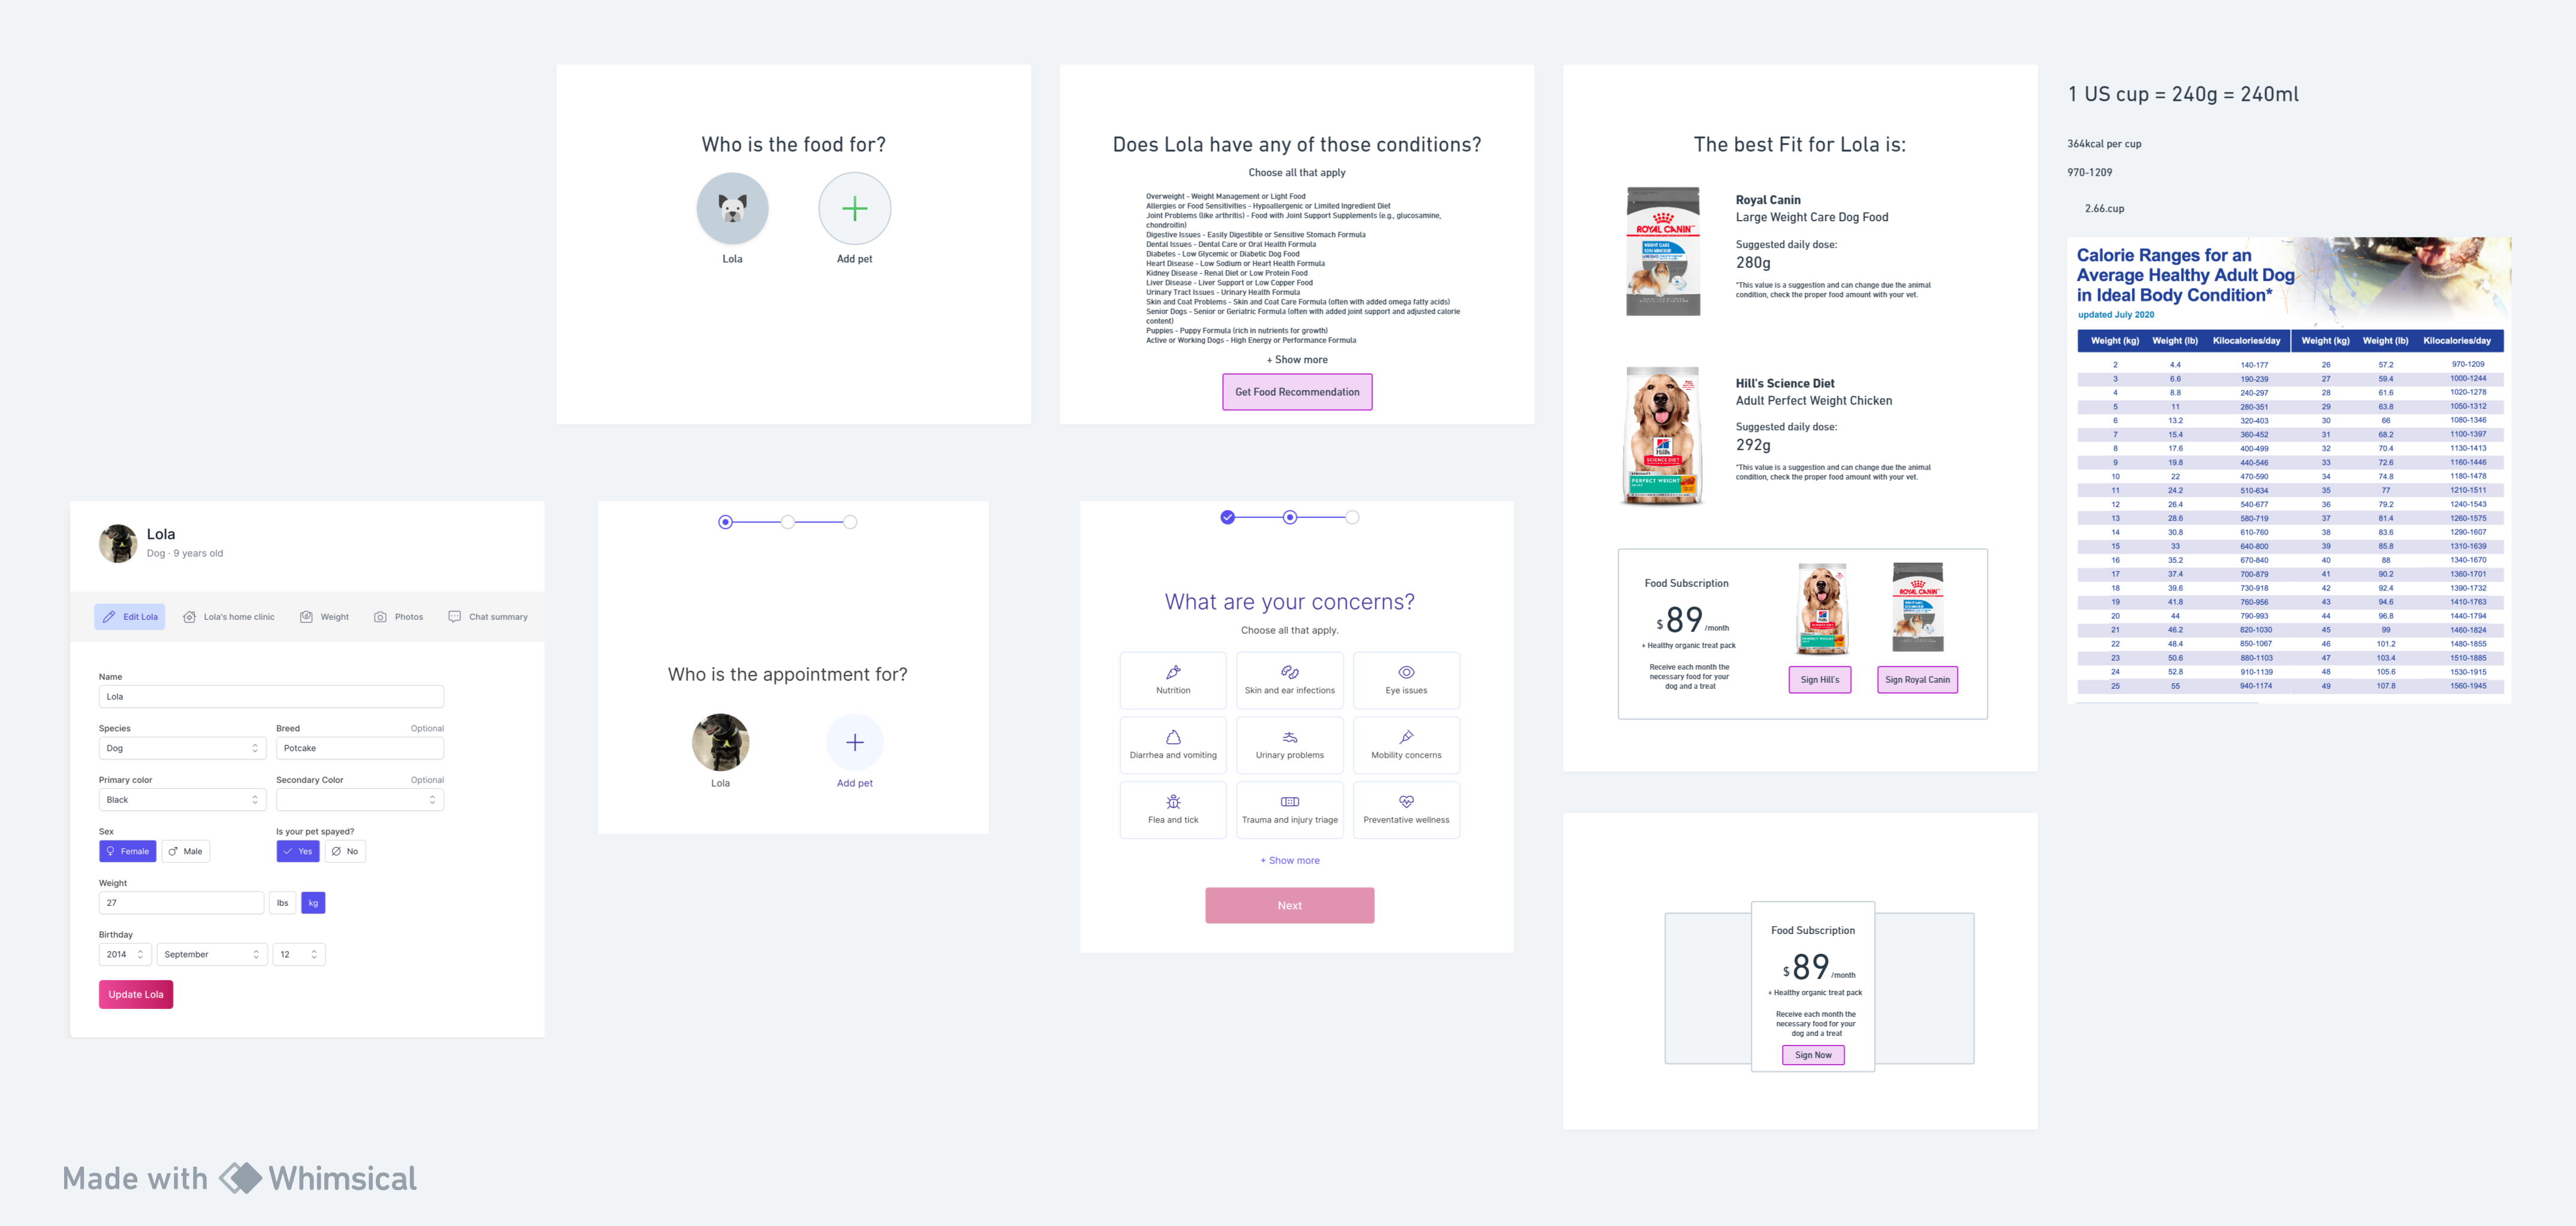 Who is the food for?
Lola
Add pet
Does Lola have any of those conditions?
Choose all that apply
Overweight - Weight Management or Light Food
Allergies or Food Sensitivities - Hypoallergenic or Limited Ingredient Diet
Joint Problems (like arthritis) - Food with Joint Support Supplements (e.g., glucosamine,
chondroitin)
Digestive Issues - Easily Digestible or Sensitive Stomach Formula
Dental Issues - Dental Care or Oral Health Formula
Diabetes - Low Glycemic or Diabetic Dog Food
Heart Disease - Low Sodium or Heart Health Formula
Kidney Disease - Renal Diet or Low Protein Food
Liver Disease - Liver Support or Low Copper Food
Urinary Tract Issues - Urinary Health Formula
Skin and Coat Problems - Skin and Coat Care Formula (often with added omega fatty acids)
Senior Dogs - Senior or Geriatric Formula (often with added joint support and adjusted calorie
content)
Puppies - Puppy Formula (rich in nutrients for growth)
Active or Working Dogs - High Energy or Performance Formula
+ Show more
Get Food Recommendation
The best Fit for Lola is:
ROYAL CANIN
Royal Canin
Large Weight Care Dog Food
Suggested daily dose:
280g
*This value is a suggestion and can change due the animal
condition, check the proper food amount with your vet.
Hill's
SCIENCE DIET
PERFECT WEIGHT
Hill's Science Diet
Adult Perfect Weight Chicken
Suggested daily dose:
292g
*This value is a suggestion and can change due the animal
condition, check the proper food amount with your vet.
Food Subscription
$ 89 /month
+ Healthy organic treat pack
Receive each month the
necessary food for your
dog and a treat
ROYAL CANIN
Sign Hill's
Sign Royal Canin
1 US cup = 240g = 240ml
364kcal per cup
970-1209
2.66.cup
Calorie Ranges for an
Average Healthy Adult Dog
in Ideal Body Condition*
updated July 2020
Weight (kg) Weight (lb) Kilocalories/day Weight (kg) Weight (lb) Kilocalories/day
2 4.4 140-177 26 57.2 970-1209
3 6.6 190-239 27 59.4 1000-1244
4 8.8 240-297 28 61.6 1020-1278
5 11 280-351 29 63.8 1050-1312
6 13.2 320-403 30 66 1080-1346
7 15.4 360-452 31 68.2 1100-1397
8 17.6 400-499 32 70.4 1130-1413
9 19.8 440-546 33 72.6 1160-1446
10 22 470-590 34 74.8 1180-1478
11 24.2 510-634 35 77 1210-1511
12 26.4 540-677 36 79.2 1240-1543
13 28.6 580-719 37 81.4 1260-1575
14 30.8 610-760 38 83.6 1290-1607
15 33 640-800 39 85.8 1310-1639
16 35.2 670-840 40 88 1340-1670
17 37.4 700-879 41 90.2 1360-1701
18 39.6 730-918 42 92.4 1390-1732
19 41.8 760-956 43 94.6 1410-1763
20 44 790-993 44 96.8 1440-1794
21 46.2 820-1030 45 99 1460-1824
22 48.4 850-1067 46 101.2 1480-1855
23 50.6 880-1103 47 103.4 1510-1885
24 52.8 910-1139 48 105.6 1530-1915
25 55 940-1174 49 107.8 1560-1945
Lola
Dog · 9 years old
Edit Lola
Lola's home clinic
Weight
Photos
Chat summary
Name
Lola
Species
Breed Optional
Dog
Potcake
Primary color
Secondary Color Optional
Black
Sex
Is your pet spayed?
Female
Male
Yes
No
Weight
27
lbs
kg
Birthday
2014
September
12
Update Lola
Who is the appointment for?
Lola
Add pet
What are your concerns?
Choose all that apply.
Nutrition
Skin and ear infections
Eye issues
Diarrhea and vomiting
Urinary problems
Mobility concerns
Flea and tick
Trauma and injury triage
Preventative wellness
+ Show more
Next
Food Subscription
$ 89 /month
+ Healthy organic treat pack
Receive each month the
necessary food for your
dog and a treat
Sign Now
Made with Whimsical